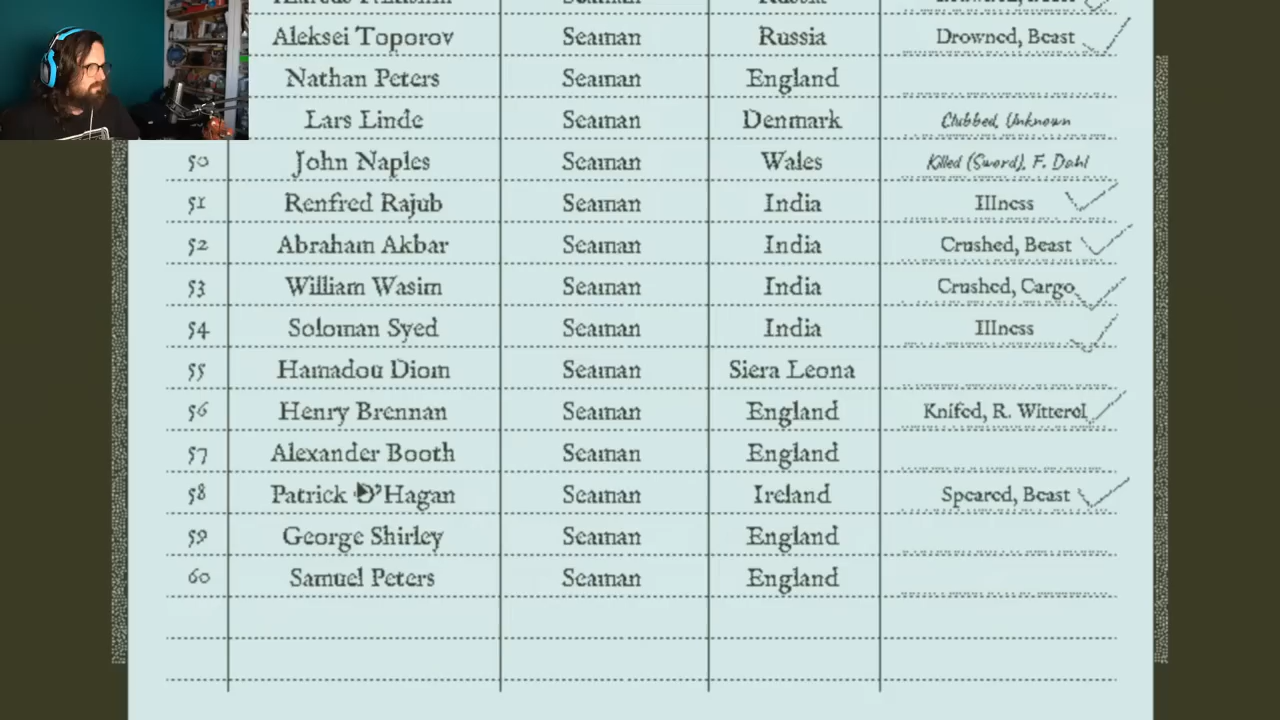 Aleksei Toporov Seaman Russia Drowned, Beast
Nathan Peters Seaman England
Lars Linde Seaman Denmark Clubbed, Unknown
50 John Naples Seaman Wales Killed (Sword), F. Dahl
51 Renfred Rajub Seaman India Illness
52 Abraham Akbar Seaman India Crushed, Beast
53 William Wasim Seaman India Crushed, Cargo
54 Soloman Syed Seaman India Illness
55 Hamadou Diom Seaman Siera Leona
56 Henry Brennan Seaman England Knifed, R. Witterel
57 Alexander Booth Seaman England
58 Patrick O'Hagan Seaman Ireland Speared, Beast
59 George Shirley Seaman England
60 Samuel Peters Seaman England